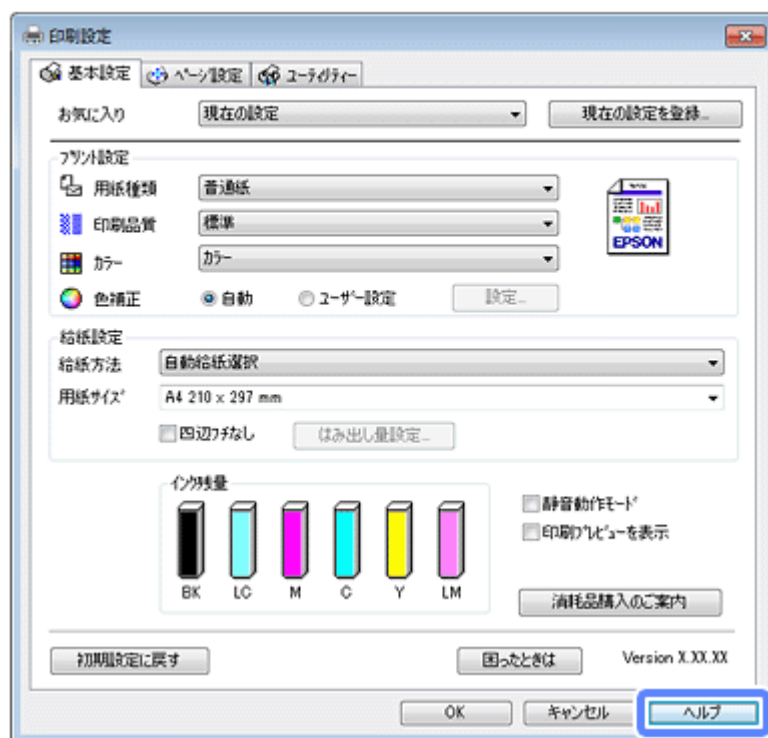 印刷設定
基本設定 ページ設定 ユーティリティー
お気に入り 現在の設定 現在の設定を登録...
プリント設定
用紙種類 普通紙
印刷品質 標準
カラー カラー
EPSON
色補正 自動 ユーザー設定 設定...
給紙設定
給紙方法 自動給紙選択
用紙サイズ A4 210 x 297 mm
四辺フチなし はみ出し量設定...
インク残量
静音動作モード
印刷プレビューを表示
BK LC M C Y LM
消耗品購入のご案内
初期設定に戻す 困ったときは Version X.XX.XX
OK キャンセル ヘルプ